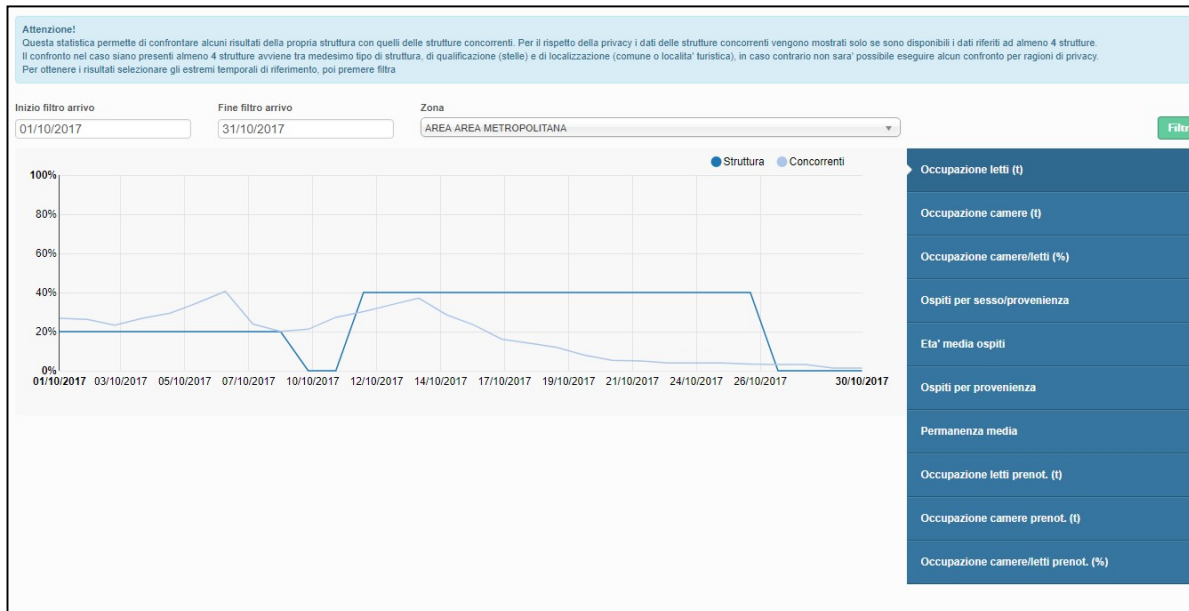 Attenzione!
Questa statistica permette di confrontare alcuni risultati della propria struttura con quelli delle strutture concorrenti. Per il rispetto della privacy i dati delle strutture concorrenti vengono mostrati solo se sono disponibili i dati riferiti ad almeno 4 strutture.
Il confronto nel caso siano presenti almeno 4 strutture avviene tra medesimo tipo di struttura, di qualificazione (stelle) e di localizzazione (comune o localita' turistica), in caso contrario non sara' possibile eseguire alcun confronto per ragioni di privacy.
Per ottenere i risultati selezionare gli estremi temporali di riferimento, poi premere filtra
Inizio filtro arrivo
Fine filtro arrivo
Zona
01/10/2017
31/10/2017
AREA AREA METROPOLITANA
Filtr
Struttura
Concorrenti
100%
80%
60%
40%
20%
0%
01/10/2017 03/10/2017 05/10/2017 07/10/2017 10/10/2017 12/10/2017 14/10/2017 17/10/2017 19/10/2017 21/10/2017 24/10/2017 26/10/2017 30/10/2017
Occupazione letti (t)
Occupazione camere (t)
Occupazione camere/letti (%)
Ospiti per sesso/provenienza
Eta' media ospiti
Ospiti per provenienza
Permanenza media
Occupazione letti prenot. (t)
Occupazione camere prenot. (t)
Occupazione camere/letti prenot. (%)